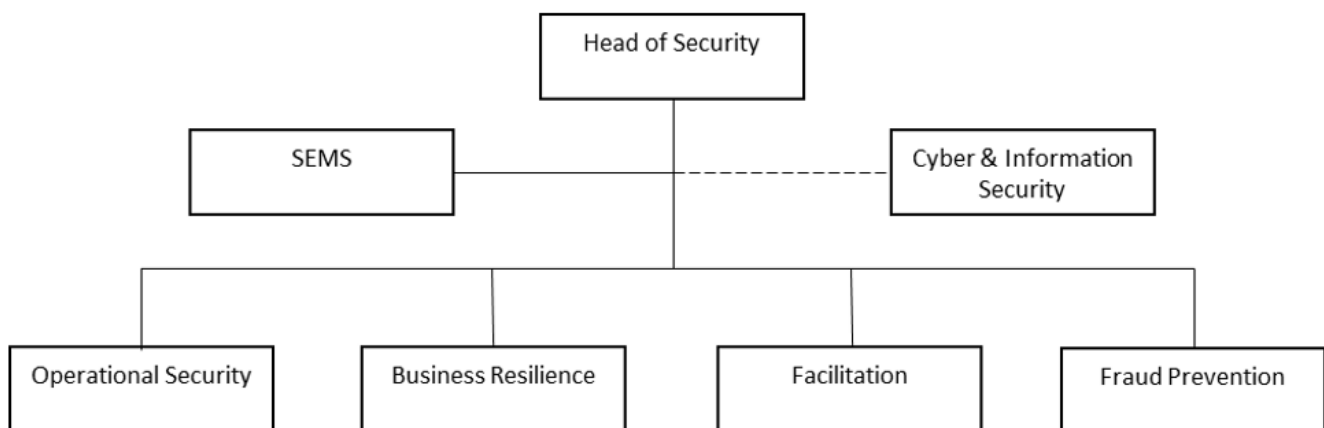 Head of Security
SEMS
Cyber & Information
Security
Operational Security
Business Resilience
Facilitation
Fraud Prevention